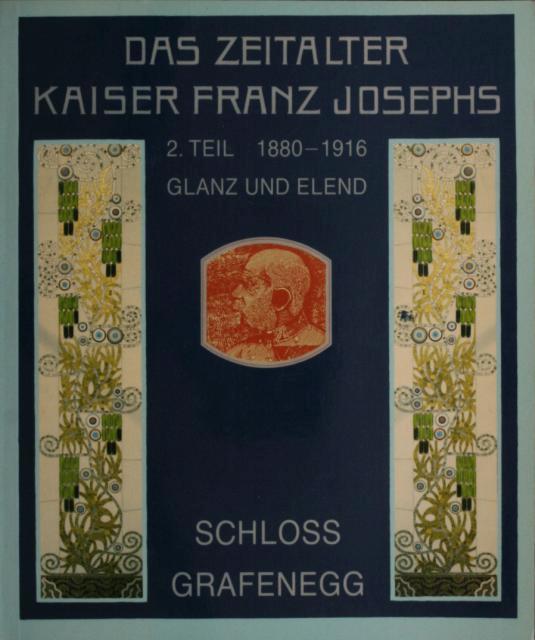 DAS ZEITALTER
KAISER FRANZ JOSEPHS
2. TEIL 1880–1916
GLANZ UND ELEND
SCHLOSS
GRAFENEGG